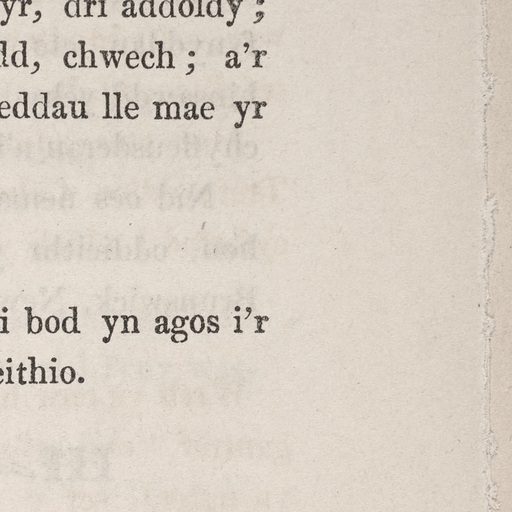 yr, dri addoldy;
ld, chwech; a'r
eddau lle mae yr
i bod yn agos i'r
eithio.